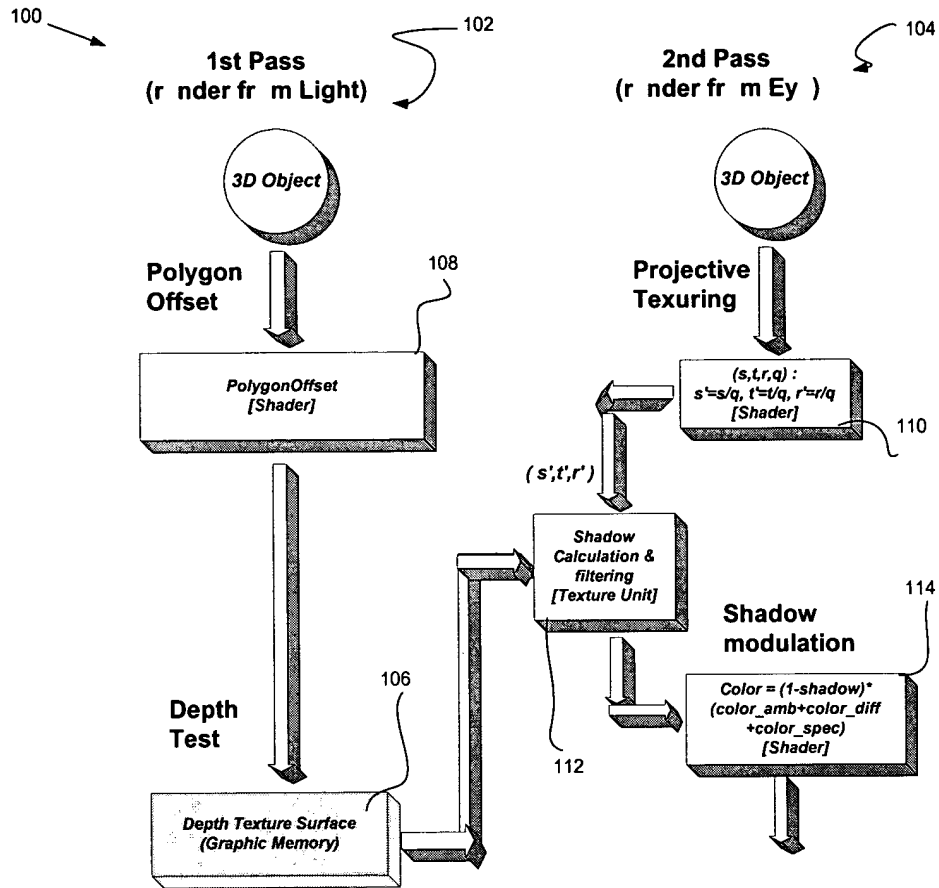 100
102
104
1st Pass
(r nder fr m Light)
2nd Pass
(r nder fr m Ey )
3D Object
3D Object
Polygon
Offset
108
Projective
Texuring
PolygonOffset
[Shader]
(s,t,r,q) :
s'=s/q, t'=t/q, r'=r/q
[Shader]
110
( s',t',r' )
Shadow
Calculation &
filtering
[Texture Unit]
112
Shadow
modulation
114
Color = (1-shadow)*
(color_amb+color_diff
+color_spec)
[Shader]
Depth
Test
106
Depth Texture Surface
(Graphic Memory)